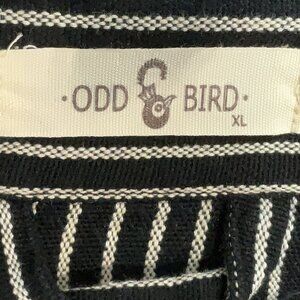 · ODD BIRD ·
XL